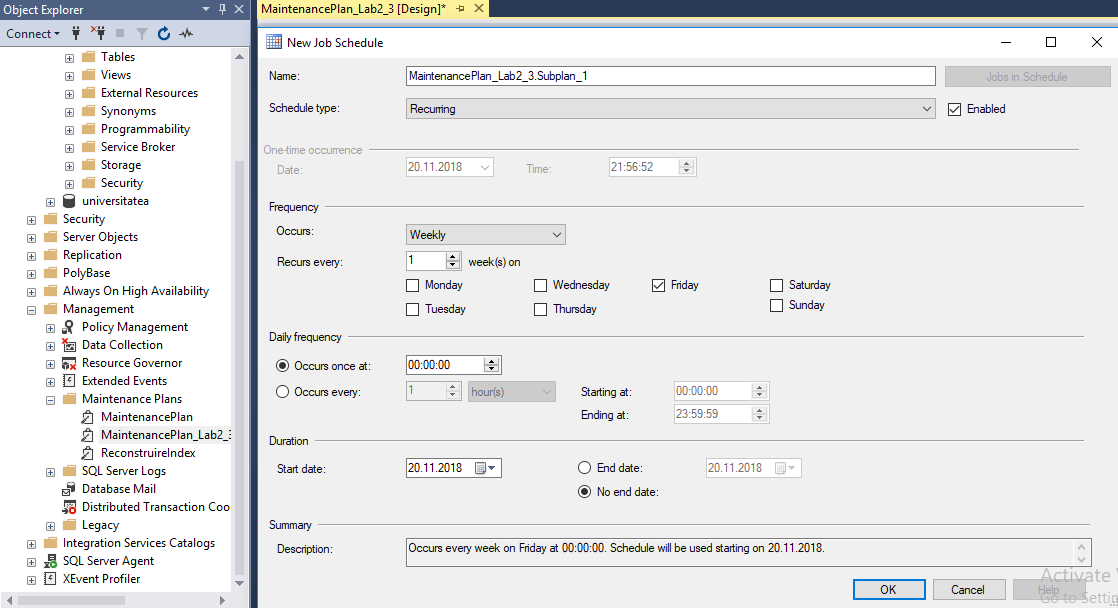 Object Explorer
Connect
Tables
Views
External Resources
Synonyms
Programmability
Service Broker
Storage
Security
universitatea
Security
Server Objects
Replication
PolyBase
Always On High Availability
Management
Policy Management
Data Collection
Resource Governor
Extended Events
Maintenance Plans
MaintenancePlan
MaintenancePlan_Lab2_3
ReconstruireIndex
SQL Server Logs
Database Mail
Distributed Transaction Coo
Legacy
Integration Services Catalogs
SQL Server Agent
XEvent Profiler
MaintenancePlan_Lab2_3 [Design]*
New Job Schedule
Name: MaintenancePlan_Lab2_3.Subplan_1 Jobs in Schedule
Schedule type: Recurring Enabled
One-time occurrence
Date: 20.11.2018 Time: 21:56:52
Frequency
Occurs: Weekly
Recurs every: 1 week(s) on
Monday Wednesday Friday Saturday
Tuesday Thursday Sunday
Daily frequency
Occurs once at: 00:00:00
Occurs every: 1 hour(s) Starting at: 00:00:00
Ending at: 23:59:59
Duration
Start date: 20.11.2018 End date: 20.11.2018
No end date:
Summary
Description: Occurs every week on Friday at 00:00:00. Schedule will be used starting on 20.11.2018.
Activate W
OK Cancel Help
Go to Settin